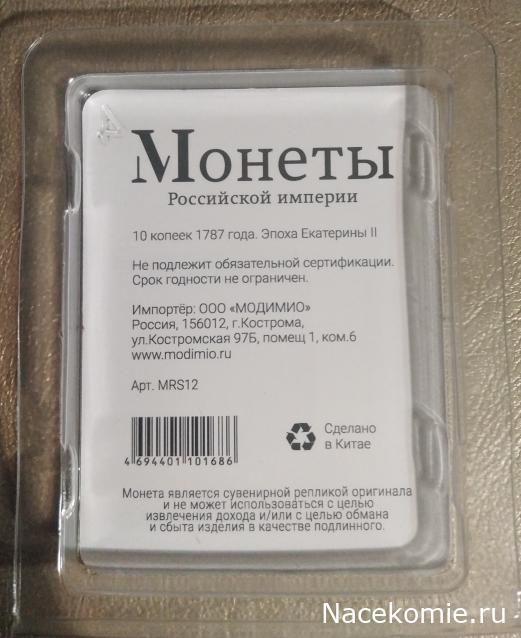 Монеты
Российской империи
10 копеек 1787 года. Эпоха Екатерины II
Не подлежит обязательной сертификации.
Срок годности не ограничен.
Импортёр: ООО «МОДИМИО»
Россия, 156012, г.Кострома,
ул.Костромская 97Б, помещ 1, ком.6
www.modimio.ru
Арт. MRS12
4 694401 101686
Сделано
в Китае
Монета является сувенирной репликой оригинала
и не может использоваться с целью
извлечения дохода и/или с целью обмана
и сбыта изделия в качестве подлинного.
Nacekomie.ru